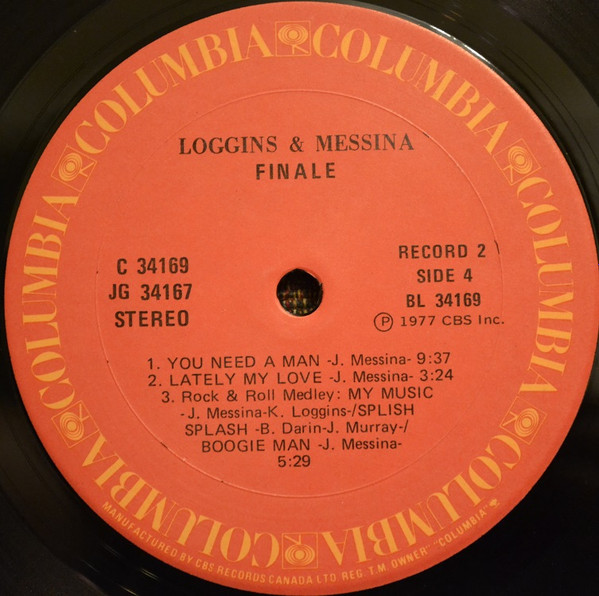 COLUMBIA COLUMBIA COLUMBIA COLUMBIA COLUMBIA COLUMBIA
LOGGINS & MESSINA
FINALE
C 34169
JG 34167
STEREO
RECORD 2
SIDE 4
BL 34169
Ⓟ 1977 CBS Inc.
1. YOU NEED A MAN -J. Messina- 9:37
2. LATELY MY LOVE -J. Messina- 3:24
3. Rock & Roll Medley: MY MUSIC
-J. Messina-K. Loggins-/SPLISH
SPLASH -B. Darin-J. Murray-/
BOOGIE MAN -J. Messina-
5:29
MANUFACTURED BY CBS RECORDS CANADA LTD REG T.M. OWNER "COLUMBIA"